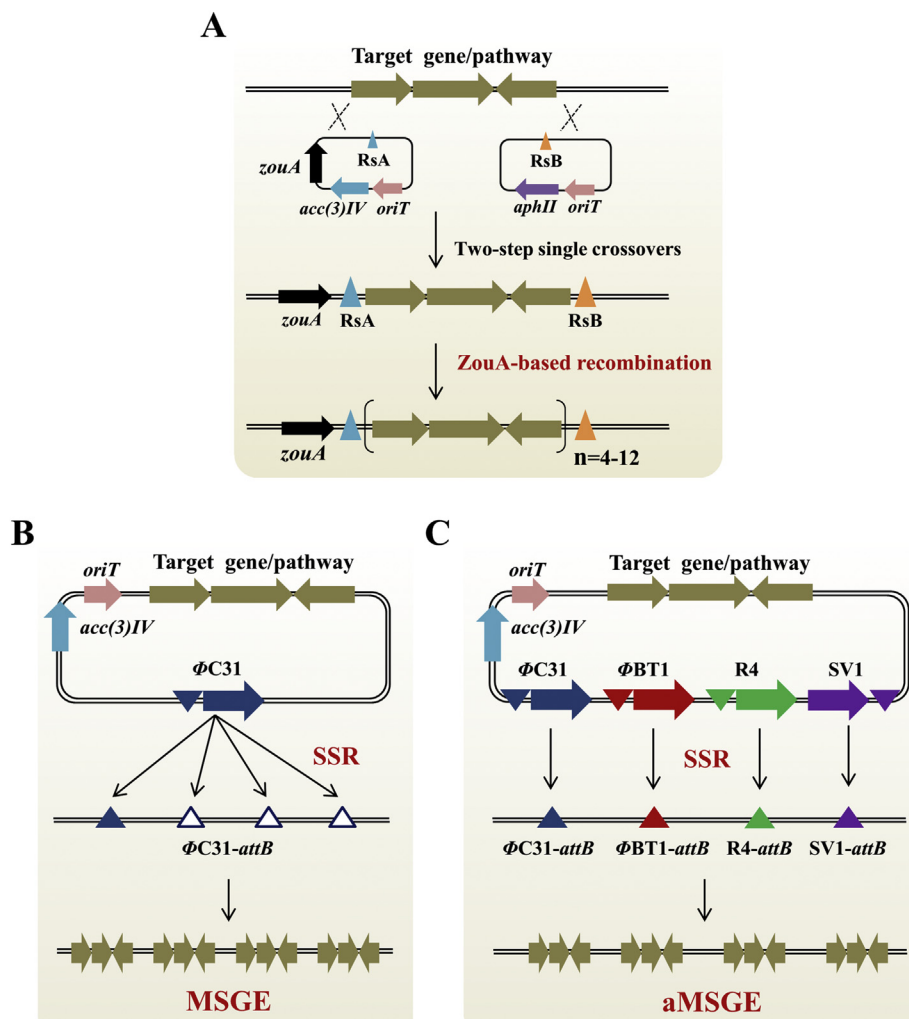 A
Target gene/pathway
RsA
RsB
zouA
acc(3)IV
oriT
aphII
oriT
Two-step single crossovers
zouA
RsA
RsB
ZouA-based recombination
zouA
n=4-12
B
C
oriT
Target gene/pathway
acc(3)IV
ΦC31
SSR
ΦC31-attB
MSGE
oriT
Target gene/pathway
acc(3)IV
ΦC31
ΦBT1
R4
SV1
SSR
ΦC31-attB
ΦBT1-attB
R4-attB
SV1-attB
aMSGE